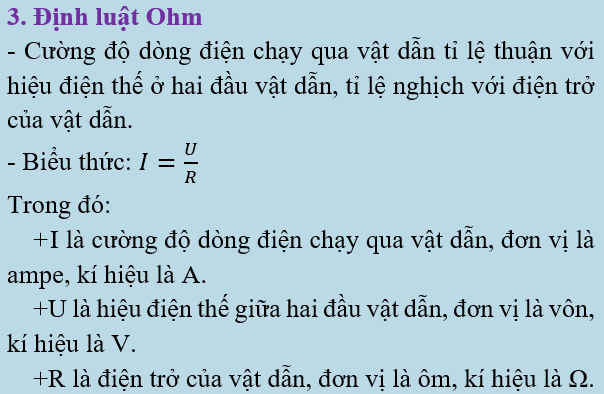 3. Định luật Ohm
- Cường độ dòng điện chạy qua vật dẫn tỉ lệ thuận với
hiệu điện thế ở hai đầu vật dẫn, tỉ lệ nghịch với điện trở
của vật dẫn.
- Biểu thức: I = U/R
Trong đó:
+I là cường độ dòng điện chạy qua vật dẫn, đơn vị là
ampe, kí hiệu là A.
+U là hiệu điện thế giữa hai đầu vật dẫn, đơn vị là vôn,
kí hiệu là V.
+R là điện trở của vật dẫn, đơn vị là ôm, kí hiệu là Ω.